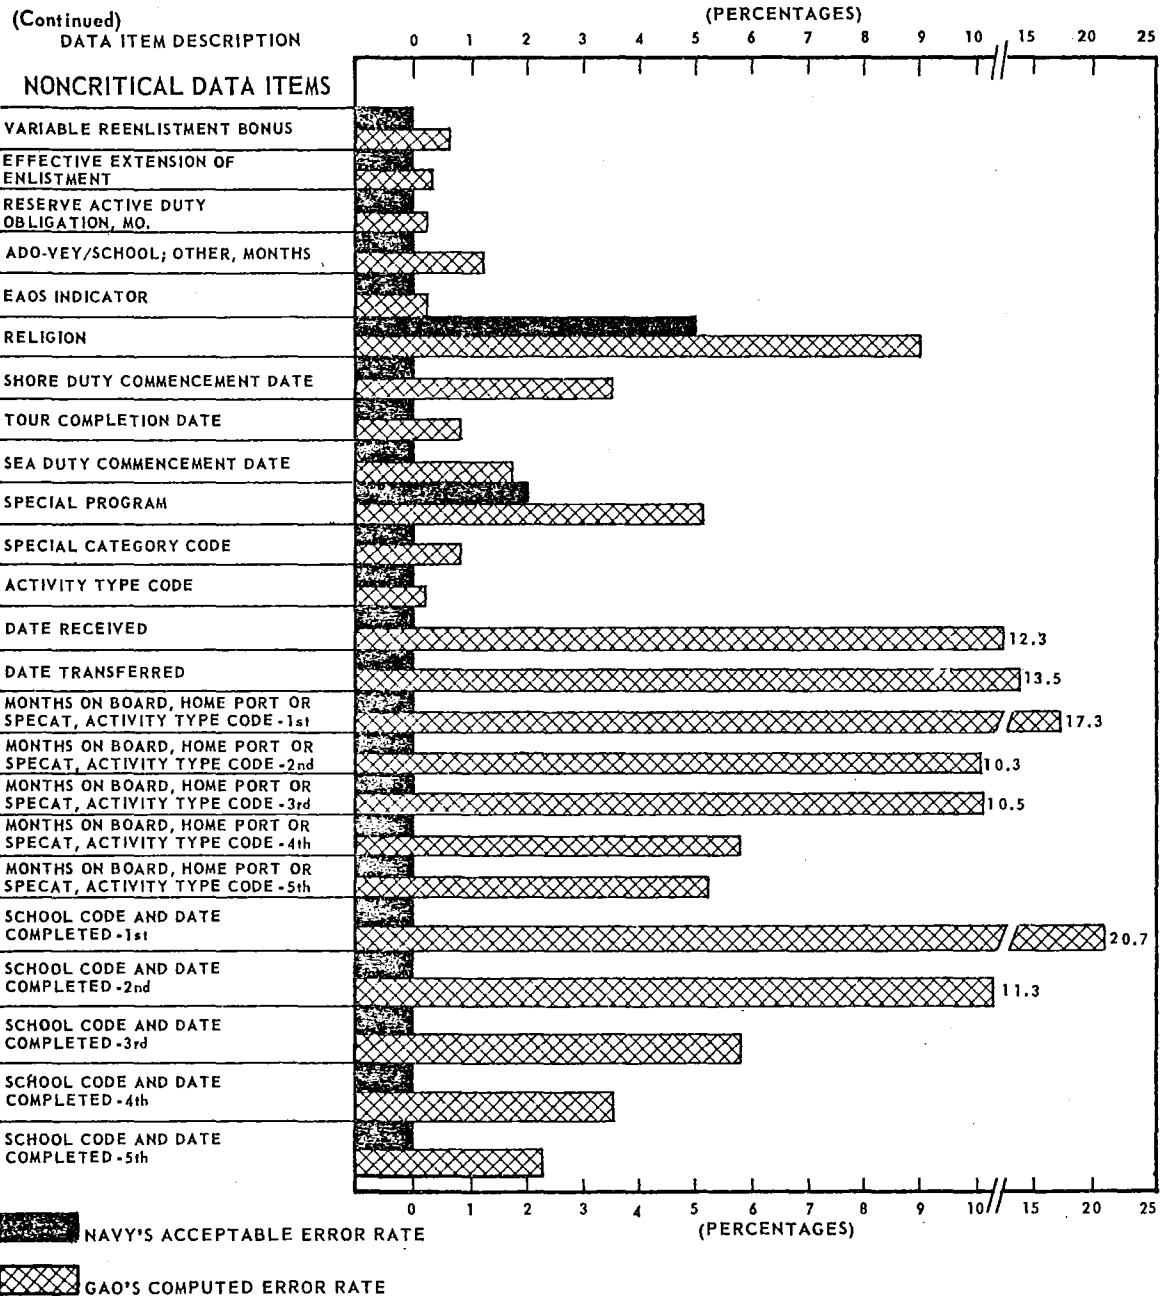 (Continued)
(PERCENTAGES)
DATA ITEM DESCRIPTION
0 1 2 3 4 5 6 7 8 9 10 15 20 25
NONCRITICAL DATA ITEMS
VARIABLE REENLISTMENT BONUS
EFFECTIVE EXTENSION OF
ENLISTMENT
RESERVE ACTIVE DUTY
OBLIGATION, MO.
ADO-VEY/SCHOOL; OTHER, MONTHS
EAOS INDICATOR
RELIGION
SHORE DUTY COMMENCEMENT DATE
TOUR COMPLETION DATE
SEA DUTY COMMENCEMENT DATE
SPECIAL PROGRAM
SPECIAL CATEGORY CODE
ACTIVITY TYPE CODE
DATE RECEIVED
12.3
DATE TRANSFERRED
13.5
MONTHS ON BOARD, HOME PORT OR
SPECAT, ACTIVITY TYPE CODE -1st
17.3
MONTHS ON BOARD, HOME PORT OR
SPECAT, ACTIVITY TYPE CODE -2nd
10.3
MONTHS ON BOARD, HOME PORT OR
SPECAT, ACTIVITY TYPE CODE -3rd
10.5
MONTHS ON BOARD, HOME PORT OR
SPECAT, ACTIVITY TYPE CODE -4th
MONTHS ON BOARD, HOME PORT OR
SPECAT, ACTIVITY TYPE CODE -5th
SCHOOL CODE AND DATE
COMPLETED -1st
20.7
SCHOOL CODE AND DATE
COMPLETED -2nd
11.3
SCHOOL CODE AND DATE
COMPLETED -3rd
SCHOOL CODE AND DATE
COMPLETED -4th
SCHOOL CODE AND DATE
COMPLETED -5th
0 1 2 3 4 5 6 7 8 9 10 15 20 25
(PERCENTAGES)
NAVY'S ACCEPTABLE ERROR RATE
GAO'S COMPUTED ERROR RATE